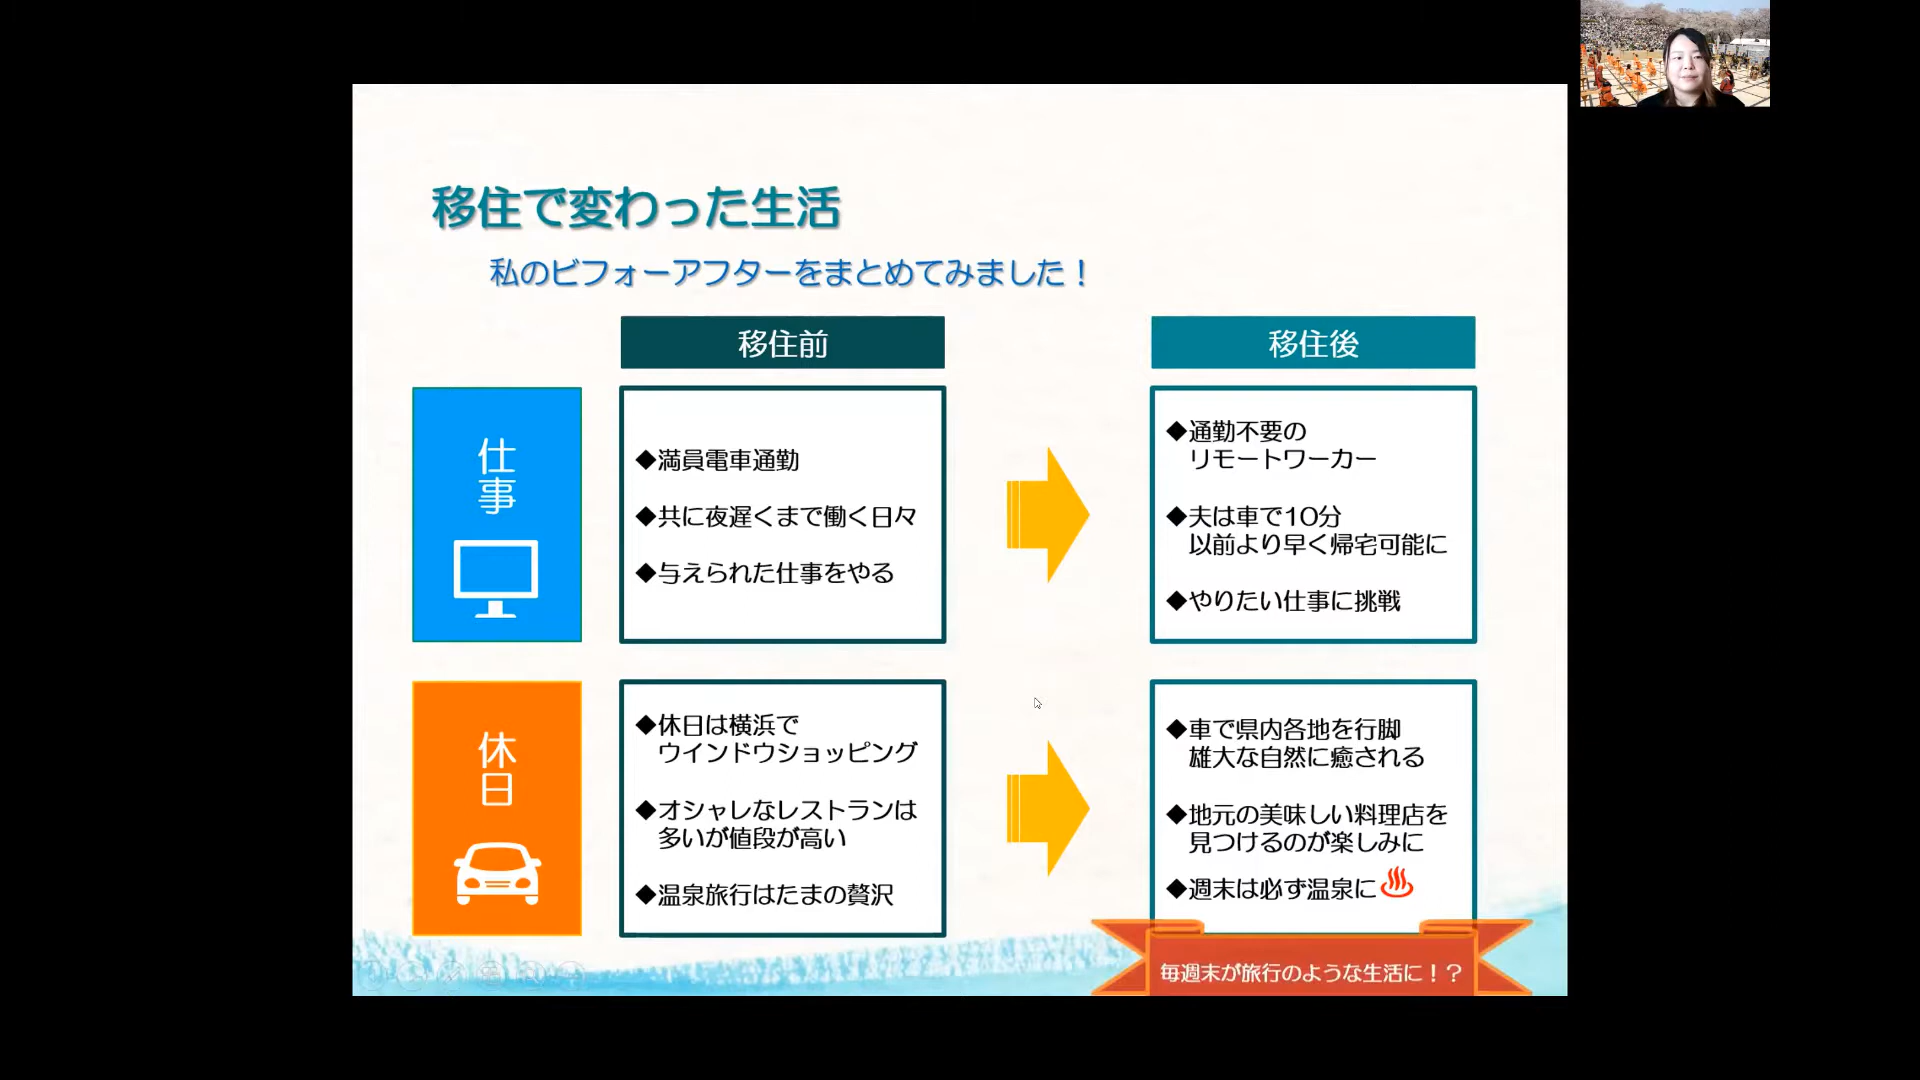 移住で変わった生活
私のビフォーアフターをまとめてみました！
移住前
移住後
仕事
◆満員電車通勤
◆共に夜遅くまで働く日々
◆与えられた仕事をやる
◆通勤不要の
リモートワーカー
◆夫は車で10分
以前より早く帰宅可能に
◆やりたい仕事に挑戦
休日
◆休日は横浜で
ウインドウショッピング
◆オシャレなレストランは
多いが値段が高い
◆温泉旅行はたまの贅沢
◆車で県内各地を行脚
雄大な自然に癒される
◆地元の美味しい料理店を
見つけるのが楽しみに
◆週末は必ず温泉に♨
毎週末が旅行のような生活に！？